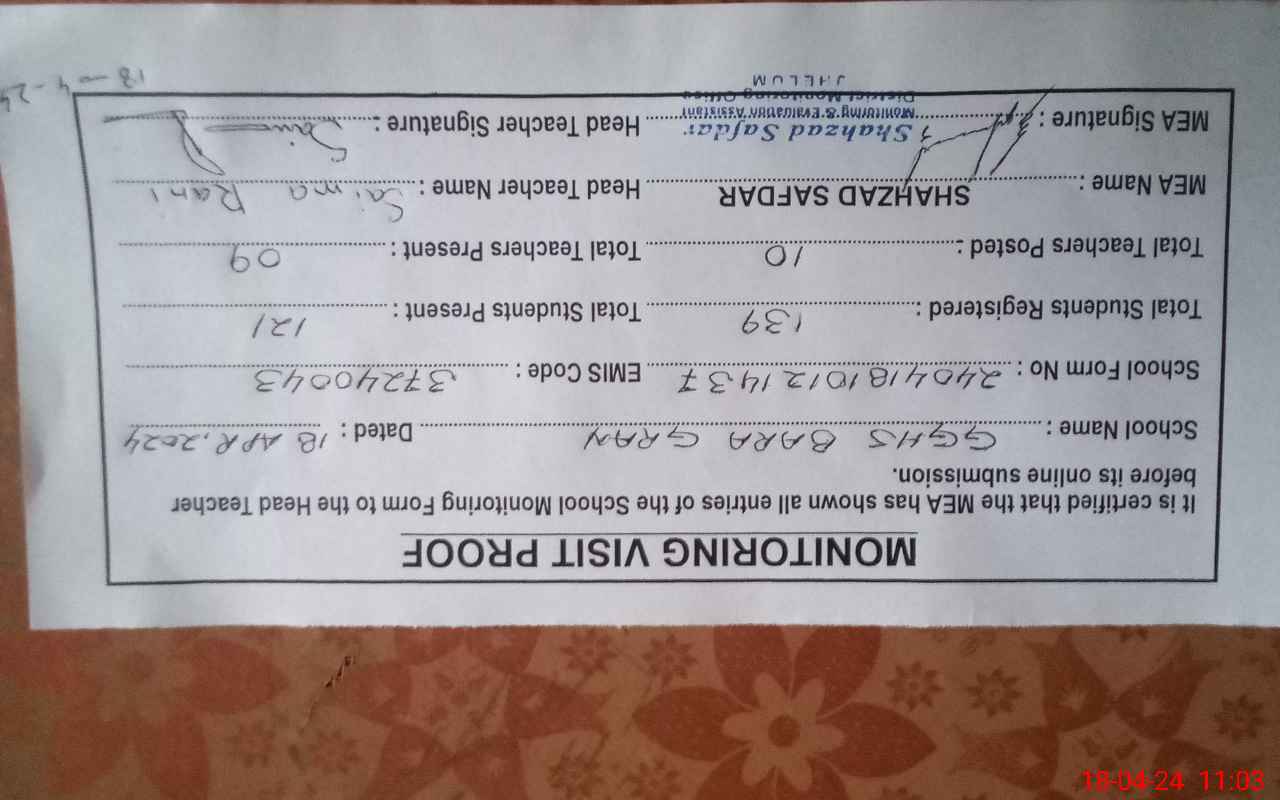 MONITORING VISIT PROOF
It is certified that the MEA has shown all entries of the School Monitoring Form to the Head Teacher
before its online submission.
School Name : GGHS BARA GRAN Dated : 18 APR, 2024
School Form No : 24041810121437 EMIS Code : 37240043
Total Students Registered : 139 Total Students Present : 121
Total Teachers Posted : 10 Total Teachers Present : 09
MEA Name : SHAHZAD SAFDAR Head Teacher Name : Saima Rani
MEA Signature : Shahzad Safdar Head Teacher Signature :
Monitoring & Evaluation Assistant
District Monitoring Office
JHELUM
18-4-24
18-04-24 11:03